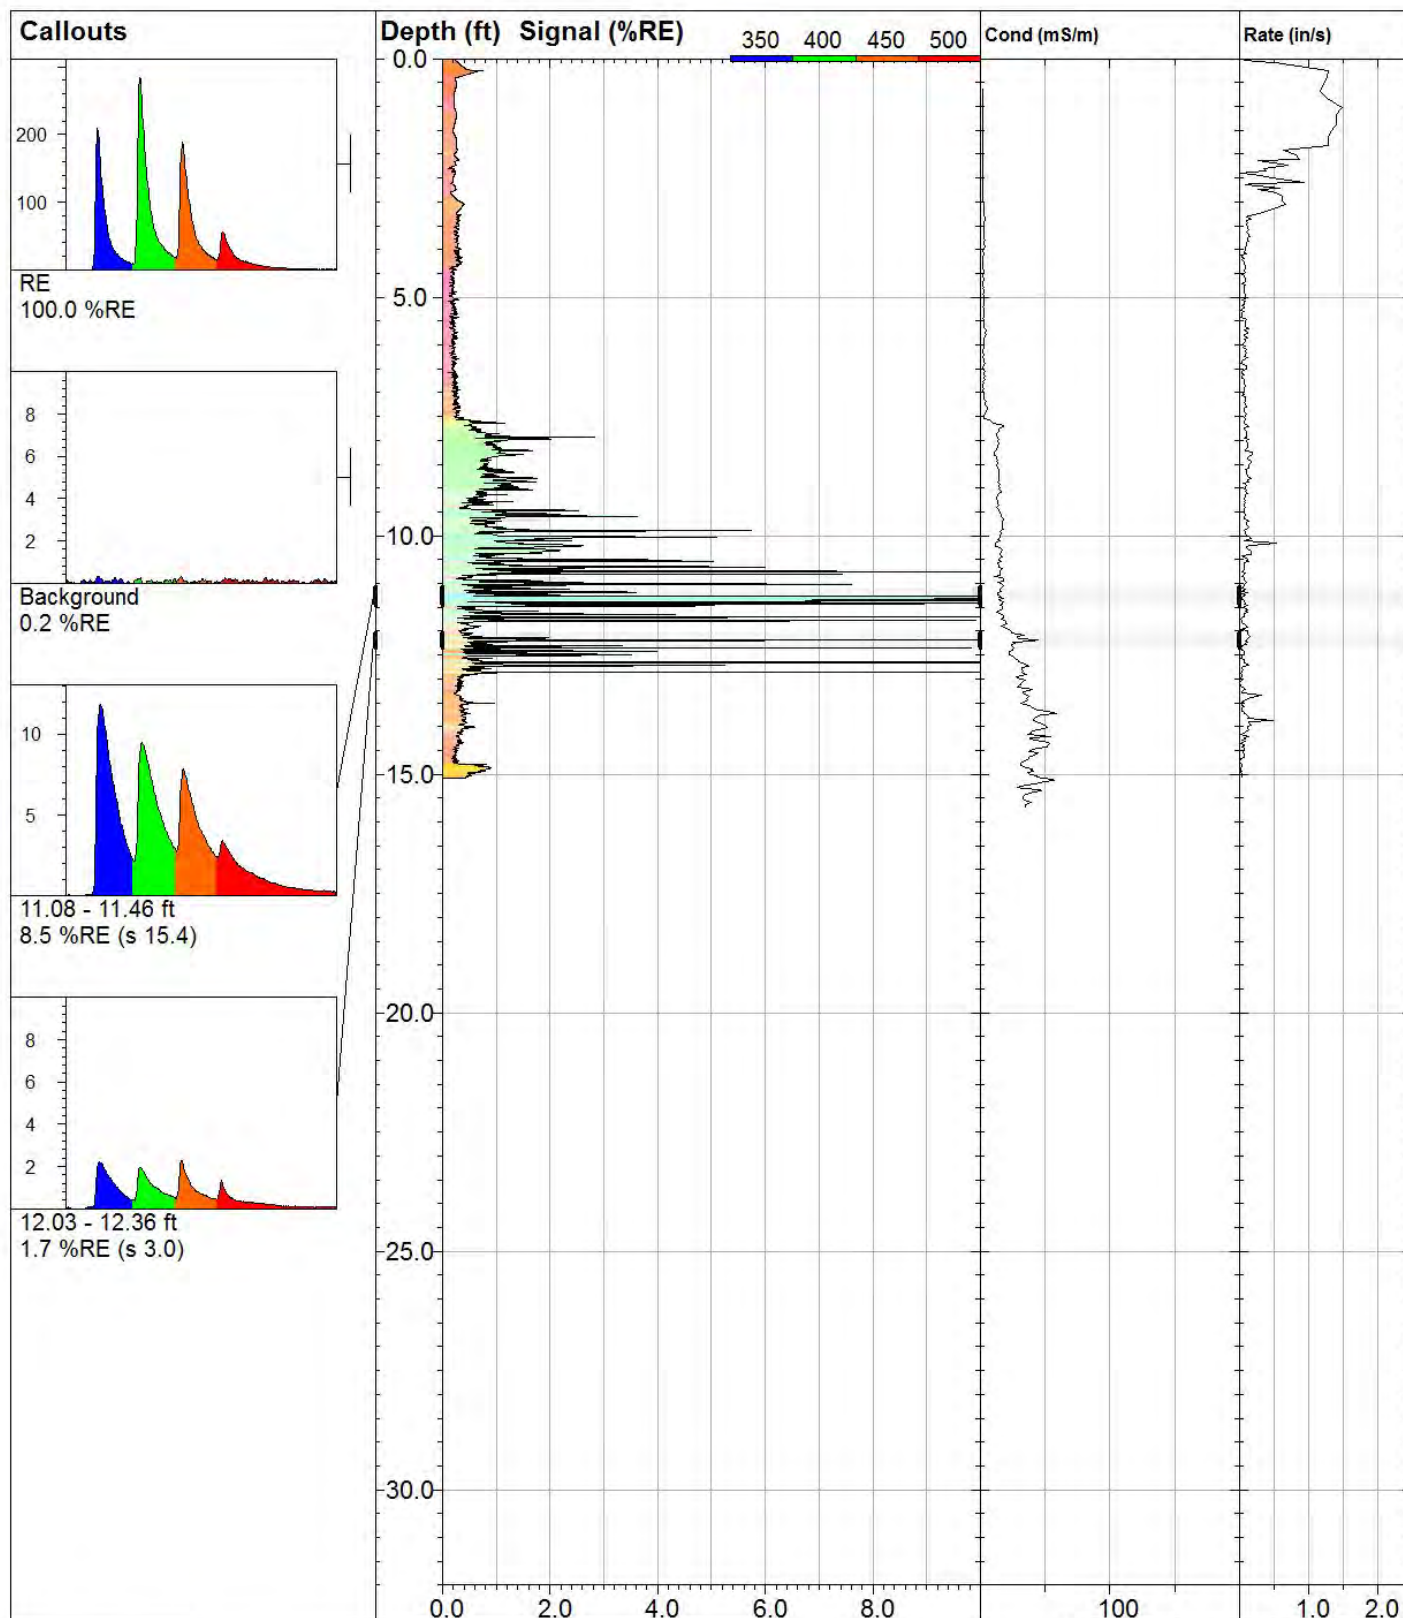 Callouts
Depth (ft) Signal (%RE)
350 400 450 500
Cond (mS/m)
Rate (in/s)
200
100
RE
100.0 %RE
8
6
4
2
Background
0.2 %RE
10
5
11.08 - 11.46 ft
8.5 %RE (s 15.4)
8
6
4
2
12.03 - 12.36 ft
1.7 %RE (s 3.0)
0.0
5.0
10.0
15.0
20.0
25.0
30.0
0.0 2.0 4.0 6.0 8.0
100
1.0 2.0